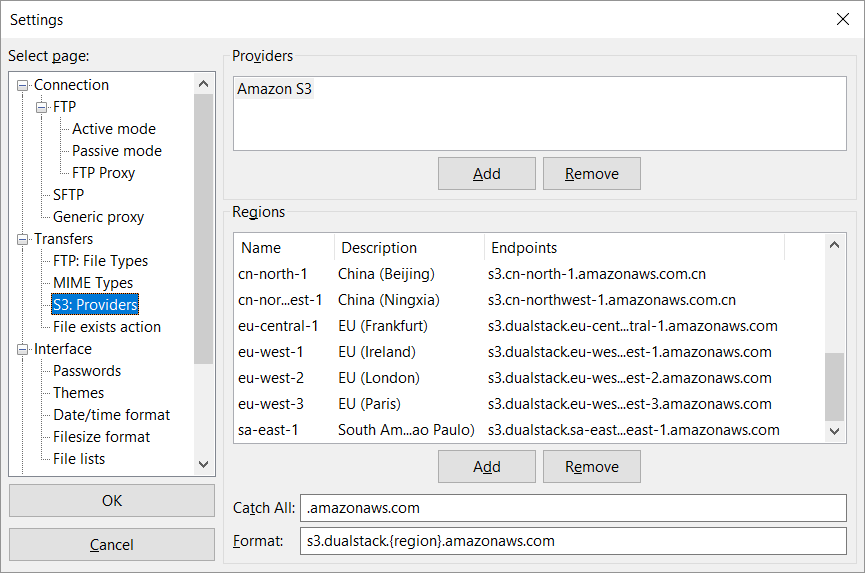 Settings
Select page:
Connection
FTP
Active mode
Passive mode
FTP Proxy
SFTP
Generic proxy
Transfers
FTP: File Types
MIME Types
S3: Providers
File exists action
Interface
Passwords
Themes
Date/time format
Filesize format
File lists
OK
Cancel
Providers
Amazon S3
Add Remove
Regions
Name Description Endpoints
cn-north-1 China (Beijing) s3.cn-north-1.amazonaws.com.cn
cn-nor...est-1 China (Ningxia) s3.cn-northwest-1.amazonaws.com.cn
eu-central-1 EU (Frankfurt) s3.dualstack.eu-cent...tral-1.amazonaws.com
eu-west-1 EU (Ireland) s3.dualstack.eu-wes...est-1.amazonaws.com
eu-west-2 EU (London) s3.dualstack.eu-wes...est-2.amazonaws.com
eu-west-3 EU (Paris) s3.dualstack.eu-wes...est-3.amazonaws.com
sa-east-1 South Am...ao Paulo) s3.dualstack.sa-east...east-1.amazonaws.com
Add Remove
Catch All: .amazonaws.com
Format: s3.dualstack.{region}.amazonaws.com